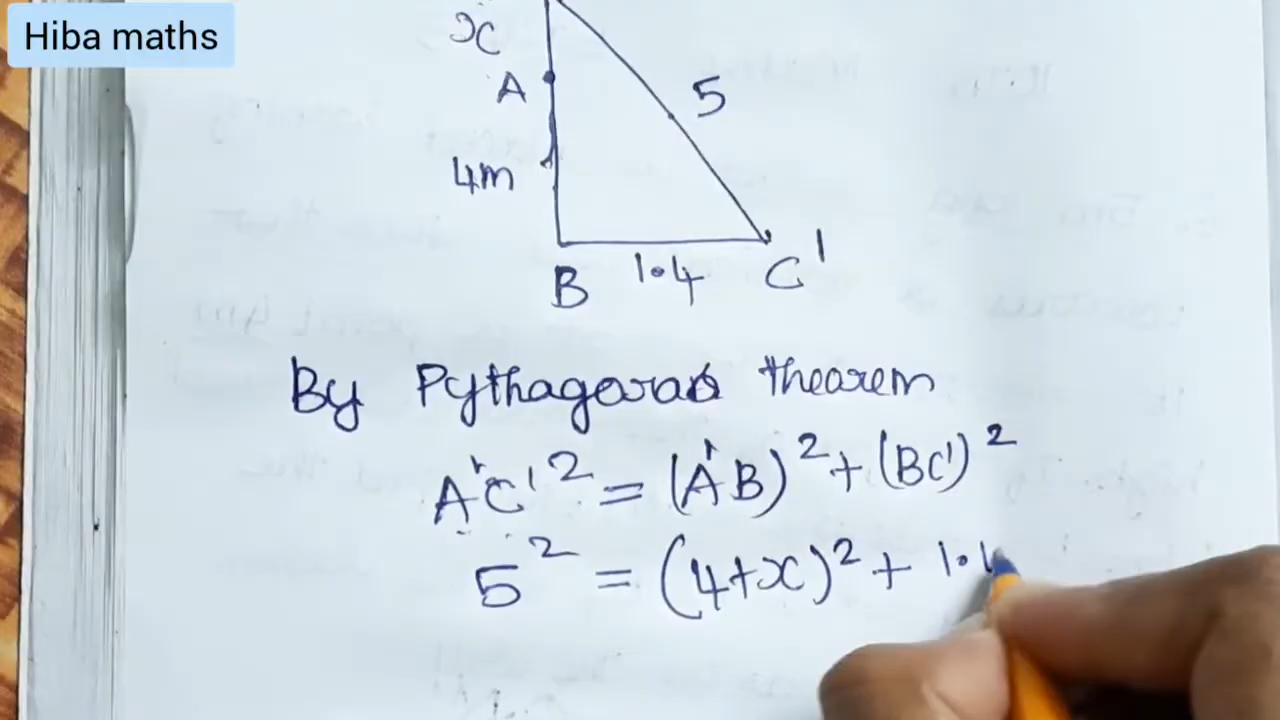 Hiba maths
x
A
5
4m
B 1.4 C'
By Pythagoras theorem
A'C'² = (A'B)² + (BC')²
5² = (4+x)² + 1.4